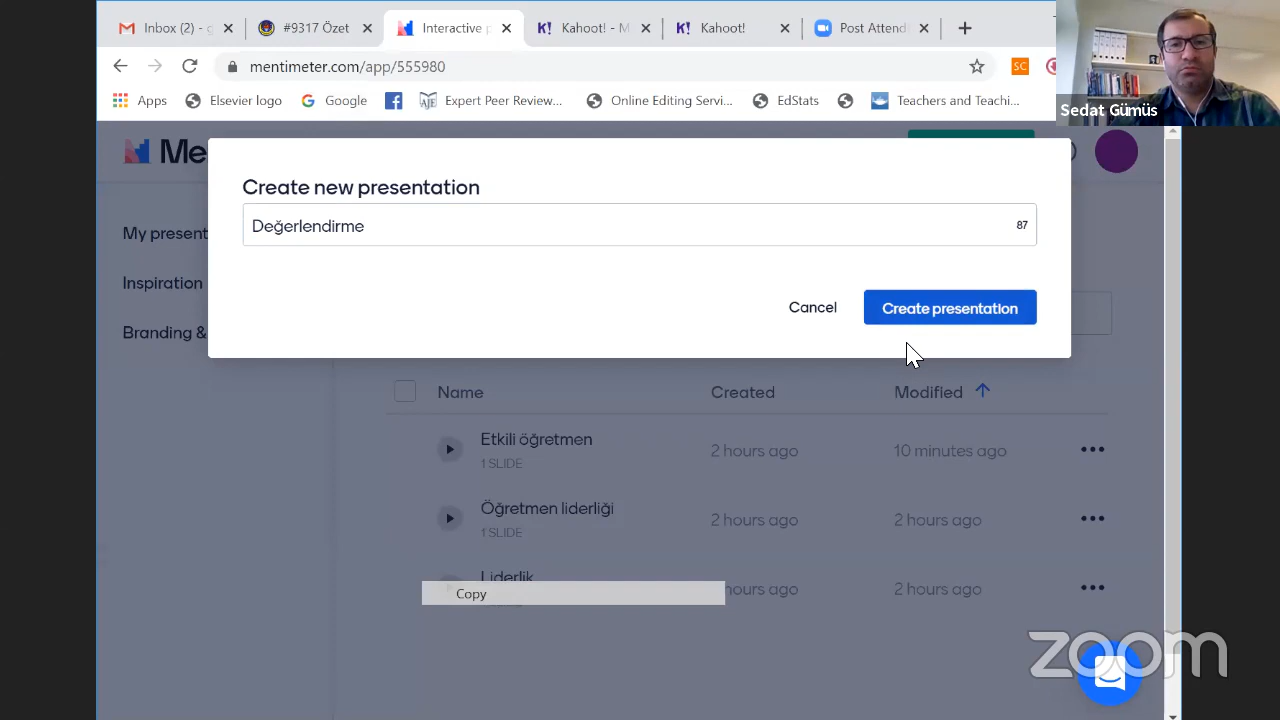 Inbox (2) - g
#9317 Özet
Interactive p
Kahoot! - M
Kahoot!
Post Attend
mentimeter.com/app/555980
SC
Apps
Elsevier logo
Google
Expert Peer Review...
Online Editing Servi...
EdStats
Teachers and Teachi...
Sedat Gümüs
Me
Create new presentation
Değerlendirme
87
My present
Inspiration
Cancel
Create presentation
Branding &
Name
Created
Modified
Etkili öğretmen
1 SLIDE
2 hours ago
10 minutes ago
Öğretmen liderliği
1 SLIDE
2 hours ago
2 hours ago
Liderlik
Copy
hours ago
2 hours ago
zoom